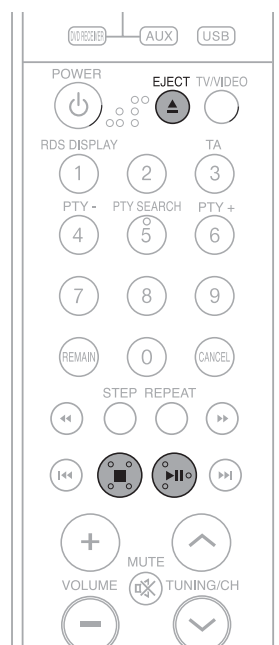 DVD RECEIVER AUX USB
POWER
EJECT TV/VIDEO
RDS DISPLAY TA
1 2 3
PTY - PTY SEARCH PTY +
4 5 6
7 8 9
REMAIN 0 CANCEL
STEP REPEAT
MUTE
VOLUME TUNING/CH